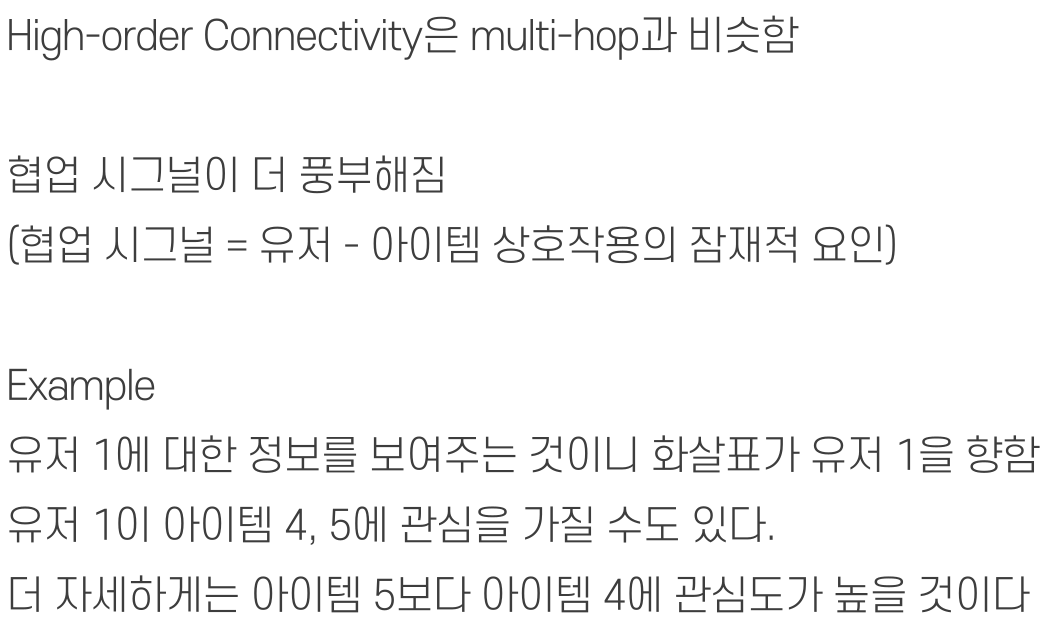 High-order Connectivity은 multi-hop과 비슷함
협업 시그널이 더 풍부해짐
(협업 시그널 = 유저 - 아이템 상호작용의 잠재적 요인)
Example
유저 1에 대한 정보를 보여주는 것이니 화살표가 유저 1을 향함
유저 1이 아이템 4, 5에 관심을 가질 수도 있다.
더 자세하게는 아이템 5보다 아이템 4에 관심도가 높을 것이다